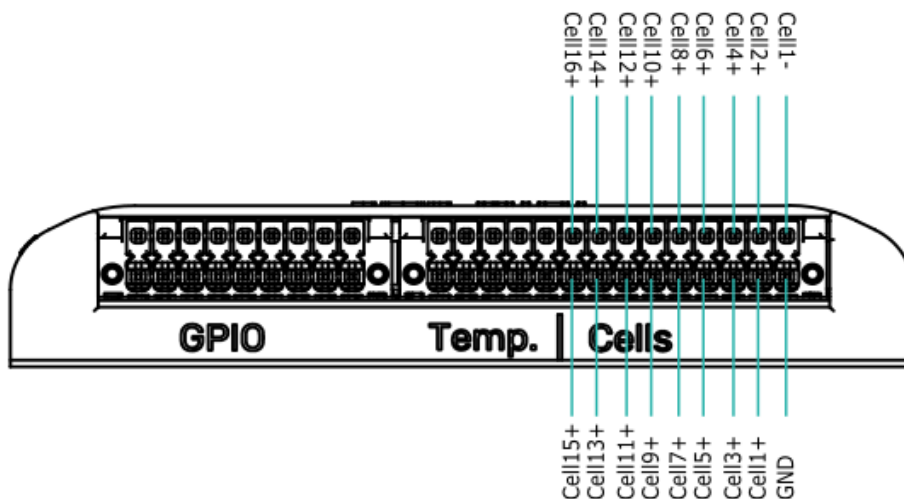 Cell16+
Cell14+
Cell12+
Cell10+
Cell8+
Cell6+
Cell4+
Cell2+
Cell1-
GPIO
Temp. | Cells
Cell15+
Cell13+
Cell11+
Cell9+
Cell7+
Cell5+
Cell3+
Cell1+
GND